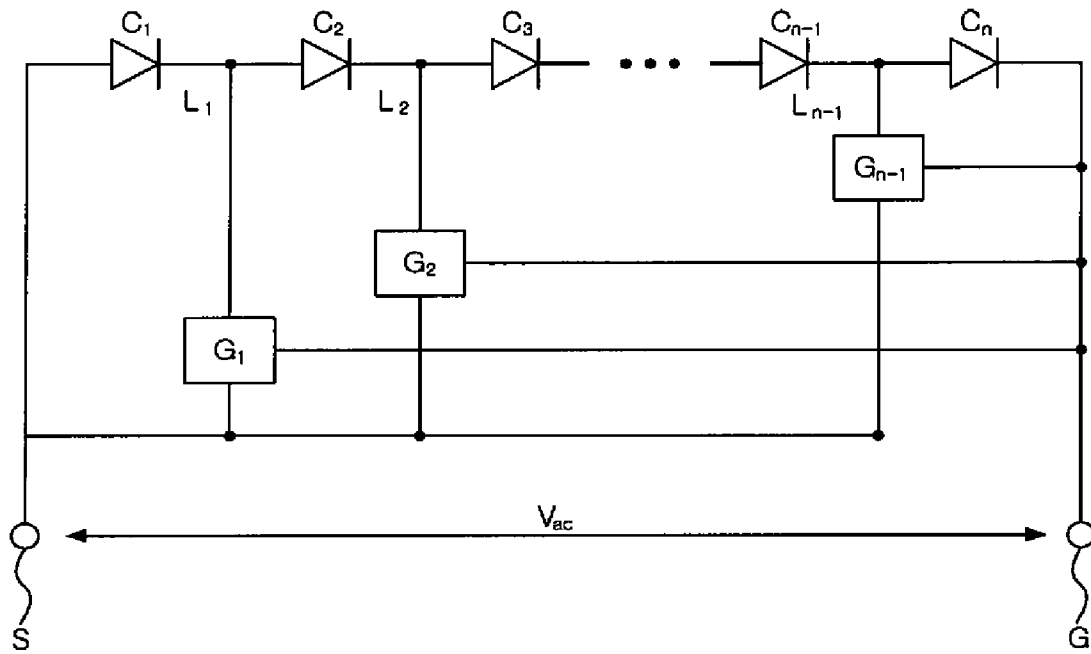 C₁ C₂ C₃ Cₙ₋₁ Cₙ
L₁ L₂ Lₙ₋₁
Gₙ₋₁
G₂
G₁
Vac
S G